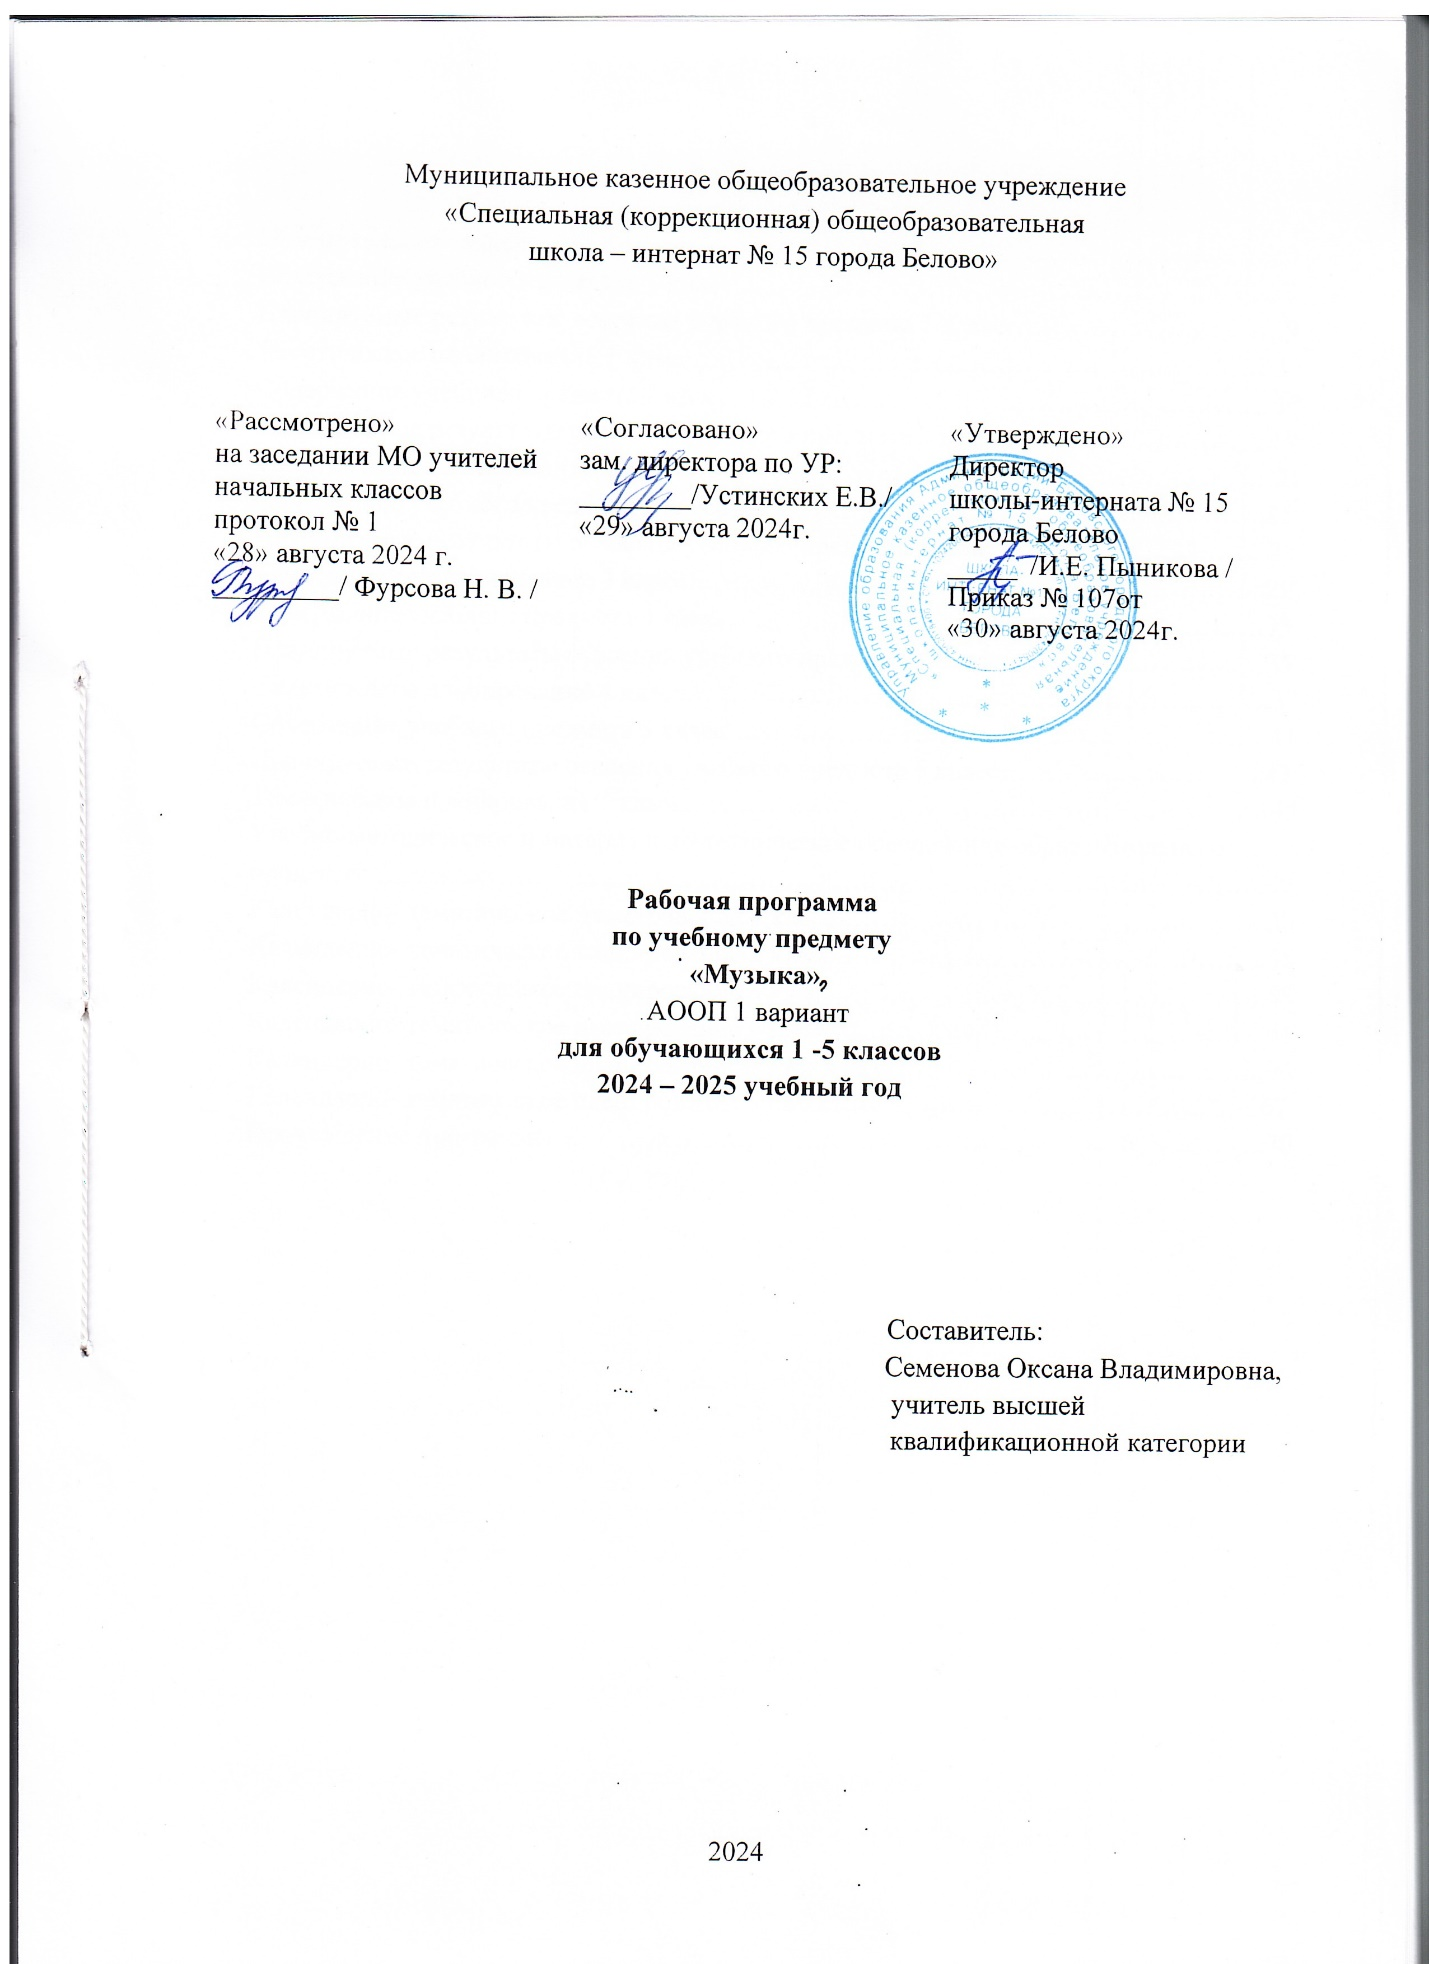 Муниципальное казенное общеобразовательное учреждение
«Специальная (коррекционная) общеобразовательная
школа – интернат № 15 города Белово»
«Рассмотрено»
на заседании МО учителей
начальных классов
протокол № 1
«28» августа 2024 г.
_________/ Фурсова Н. В. /
«Согласовано»
зам. директора по УР:
________/Устинских Е.В./
«29» августа 2024г.
«Утверждено»
Директор
школы-интерната № 15
города Белово
_____ /И.Е. Пыникова /
Приказ № 107от
«30» августа 2024г.
Рабочая программа
по учебному предмету
«Музыка»,
АООП 1 вариант
для обучающихся 1 -5 классов
2024 – 2025 учебный год
Составитель:
Семенова Оксана Владимировна,
учитель высшей
квалификационной категории
2024